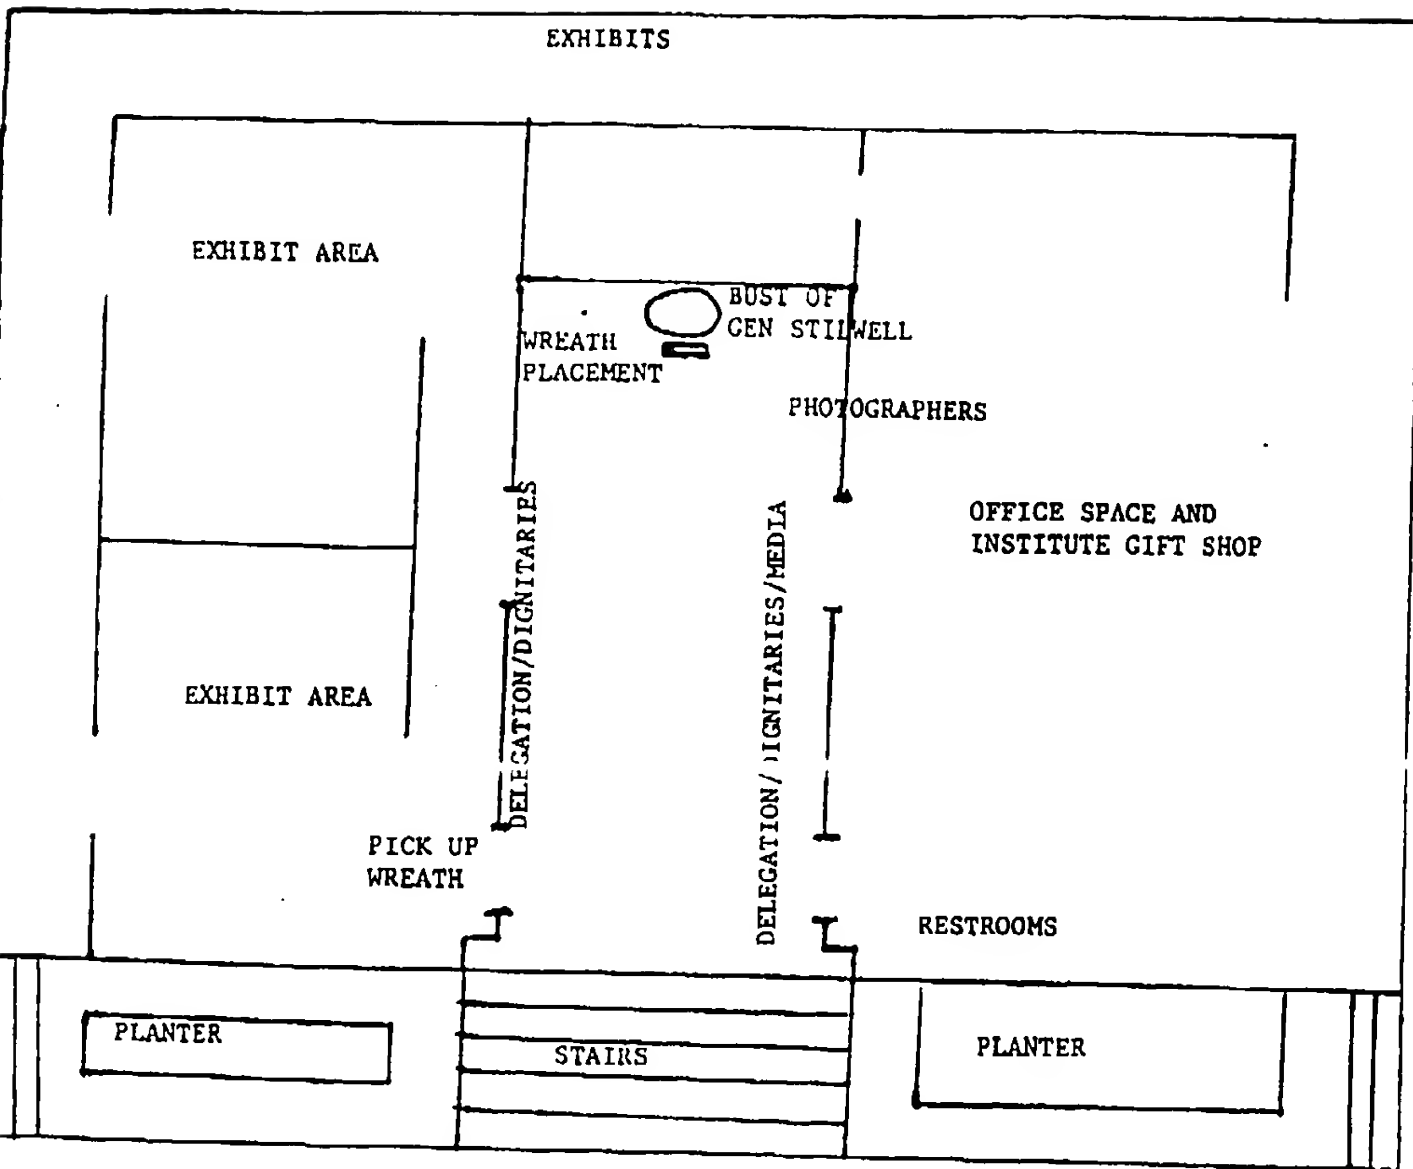 EXHIBITS
EXHIBIT AREA
BUST OF
GEN STILWELL
WREATH
PLACEMENT
PHOTOGRAPHERS
DELEGATION/DIGNITARIES
DELEGATION/DIGNITARIES/MEDIA
OFFICE SPACE AND
INSTITUTE GIFT SHOP
EXHIBIT AREA
PICK UP
WREATH
RESTROOMS
PLANTER
STAIRS
PLANTER